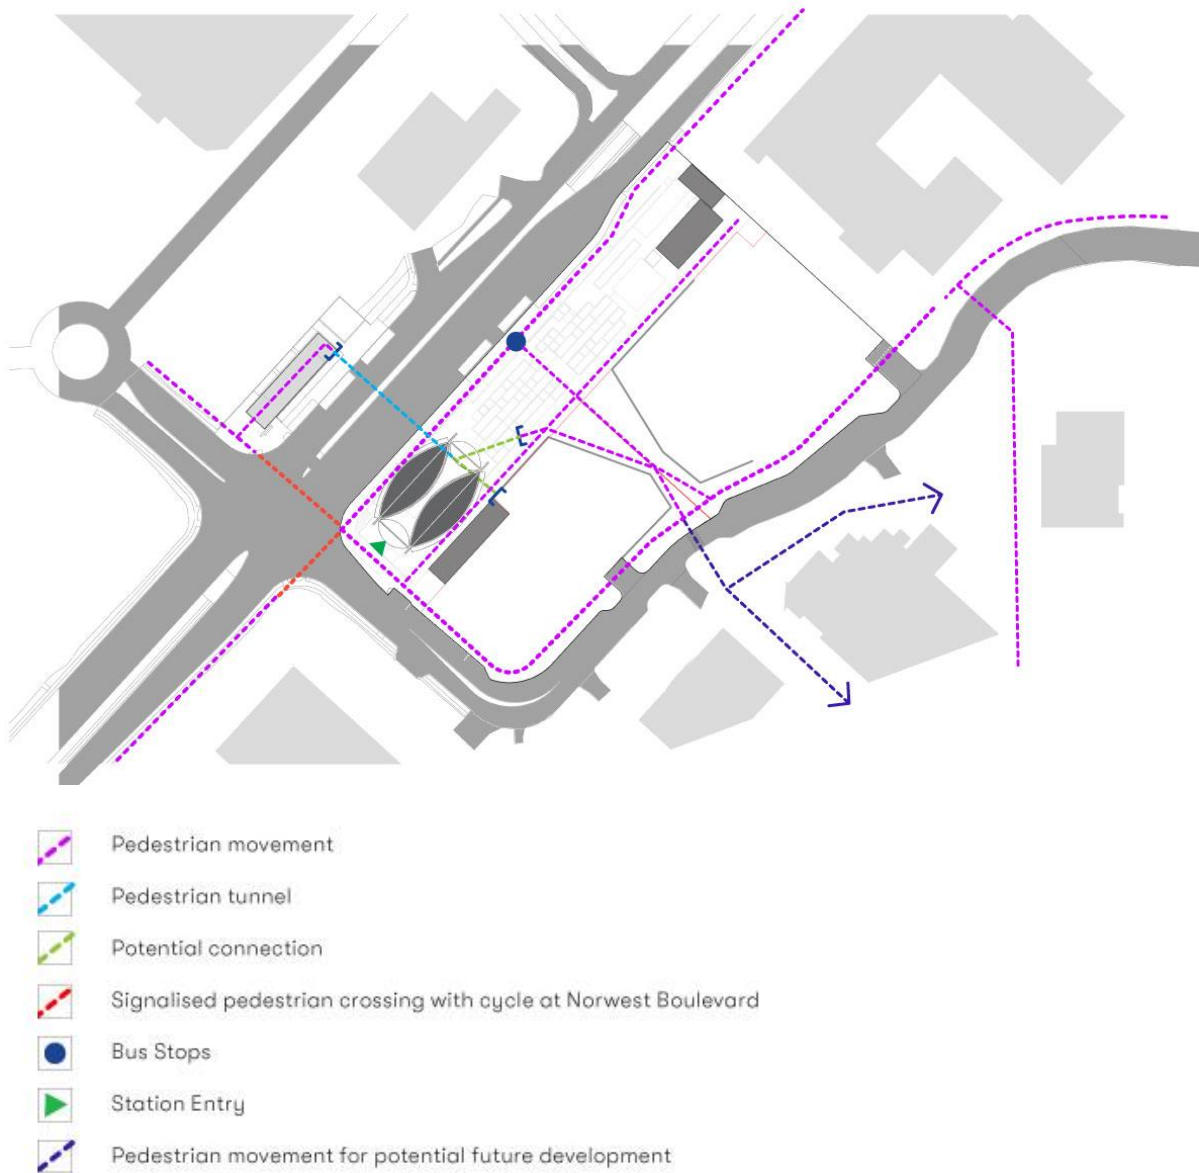 Pedestrian movement
Pedestrian tunnel
Potential connection
Signalised pedestrian crossing with cycle at Norwest Boulevard
Bus Stops
Station Entry
Pedestrian movement for potential future development